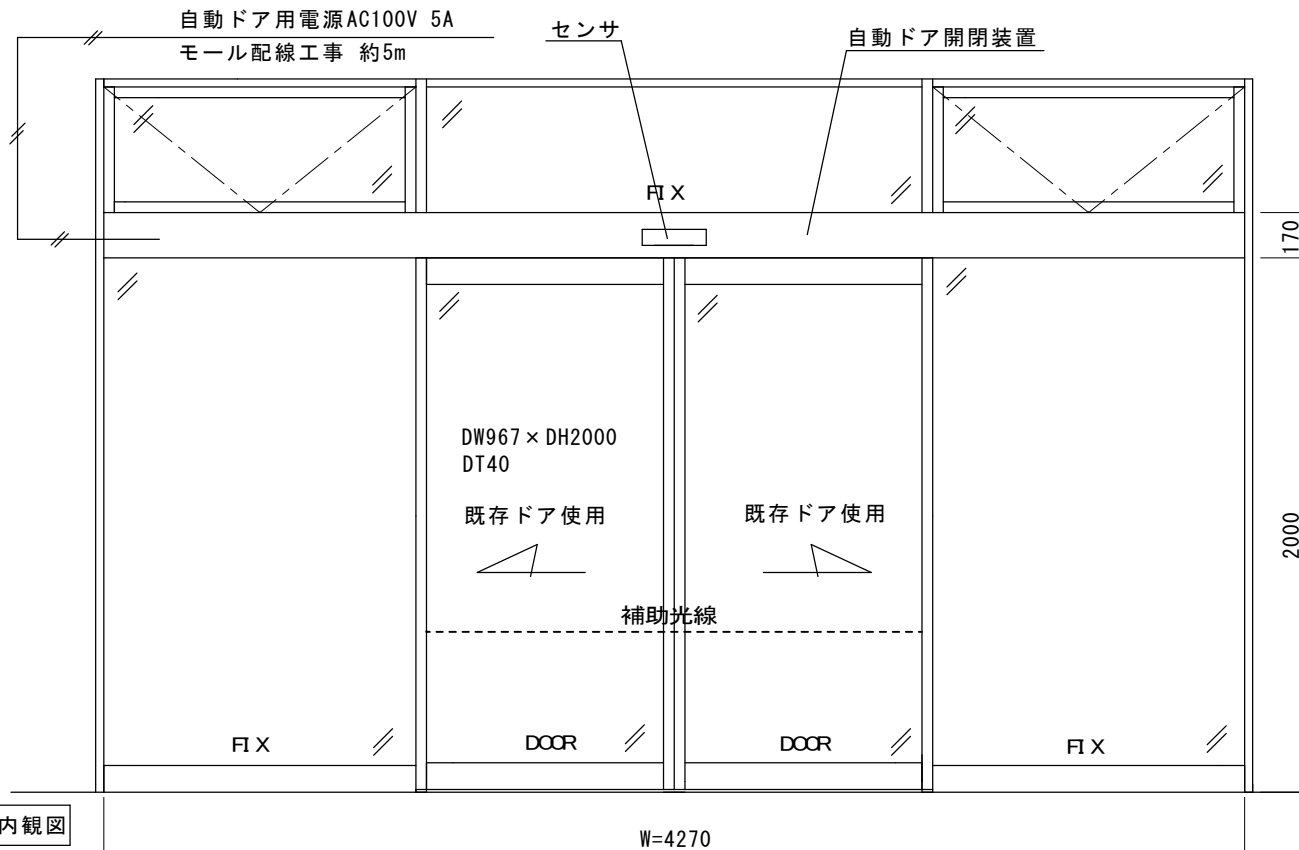 自動ドア用電源AC100V 5A
モール配線工事 約5m
センサ
自動ドア開閉装置
FIX
170
DW967×DH2000
DT40
既存ドア使用
既存ドア使用
2000
補助光線
FIX
DOOR
DOOR
FIX
内観図
W=4270